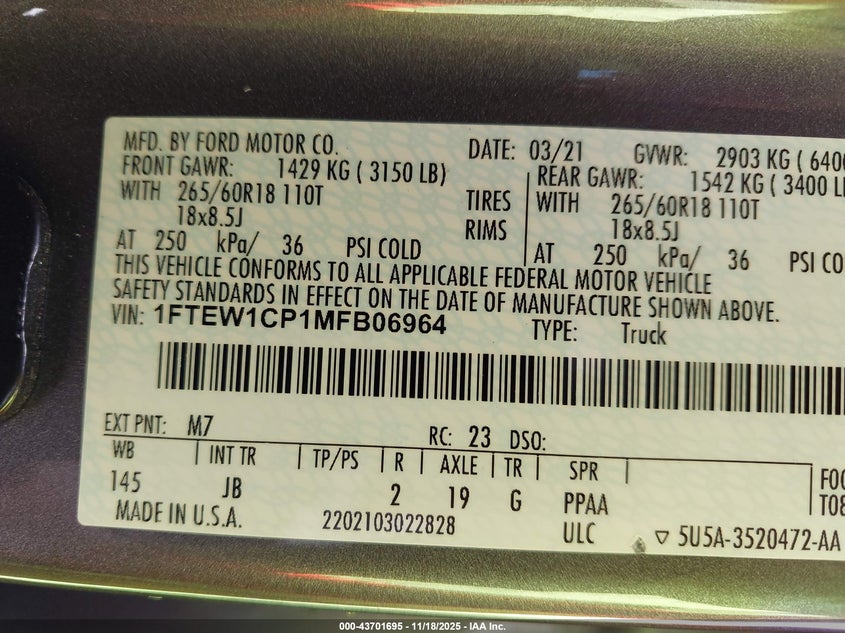 MFD. BY FORD MOTOR CO. DATE: 03/21 GVWR: 2903 KG ( 6400
FRONT GAWR: 1429 KG ( 3150 LB) REAR GAWR: 1542 KG ( 3400 LB
WITH 265/60R18 110T TIRES WITH 265/60R18 110T
18x8.5J RIMS 18x8.5J
AT 250 kPa/ 36 PSI COLD AT 250 kPa/ 36 PSI CO
THIS VEHICLE CONFORMS TO ALL APPLICABLE FEDERAL MOTOR VEHICLE
SAFETY STANDARDS IN EFFECT ON THE DATE OF MANUFACTURE SHOWN ABOVE.
VIN: 1FTEW1CP1MFB06964 TYPE: Truck
EXT PNT: M7 RC: 23 DSO:
WB INT TR TP/PS R AXLE TR SPR
145 JB 2 19 G PPAA
MADE IN U.S.A. 2202103022828 ULC 5U5A-3520472-AA
FOC
T08
000-43701695 - 11/18/2025 - IAA Inc.